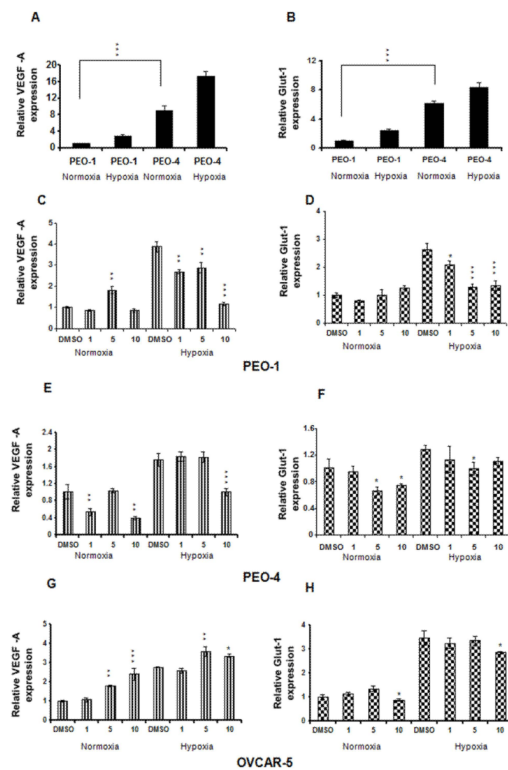 A
Relative VEGF -A
expression
20
16
12
8
4
0
***
PEO-1 PEO-1 PEO-4 PEO-4
Normoxia Hypoxia Normoxia Hypoxia
B
Relative Glut-1
expression
12
8
4
0
***
PEO-1 PEO-1 PEO-4 PEO-4
Normoxia Hypoxia Normoxia Hypoxia
C
Relative VEGF -A
expression
5
4
2
1
0
** ** ** ***
DMSO 1 5 10 DMSO 1 5 10
Normoxia Hypoxia
D
Relative Glut-1
expression
4
3
2
1
0
* *** ***
DMSO 1 5 10 DMSO 1 5 10
Normoxia Hypoxia
PEO-1
E
Relative VEGF -A
expression
2.4
2
1.6
1.2
0.8
0.4
0
** ** ***
DMSO 1 5 10 DMSO 1 5 10
Normoxia Hypoxia
F
Relative Glut-1
expression
1.6
1.2
0.8
0.4
0
* * *
DMSO 1 5 10 DMSO 1 5 10
Normoxia Hypoxia
PEO-4
G
Relative VEGF -A
expression
5
4
3
2
1
0
** *** ** *
DMSO 1 5 10 DMSO 1 5 10
Normoxia Hypoxia
H
Relative Glut-1
expression
4
3
2
1
0
* *
DMSO 1 5 10 DMSO 1 5 10
Normoxia Hypoxia
OVCAR-5